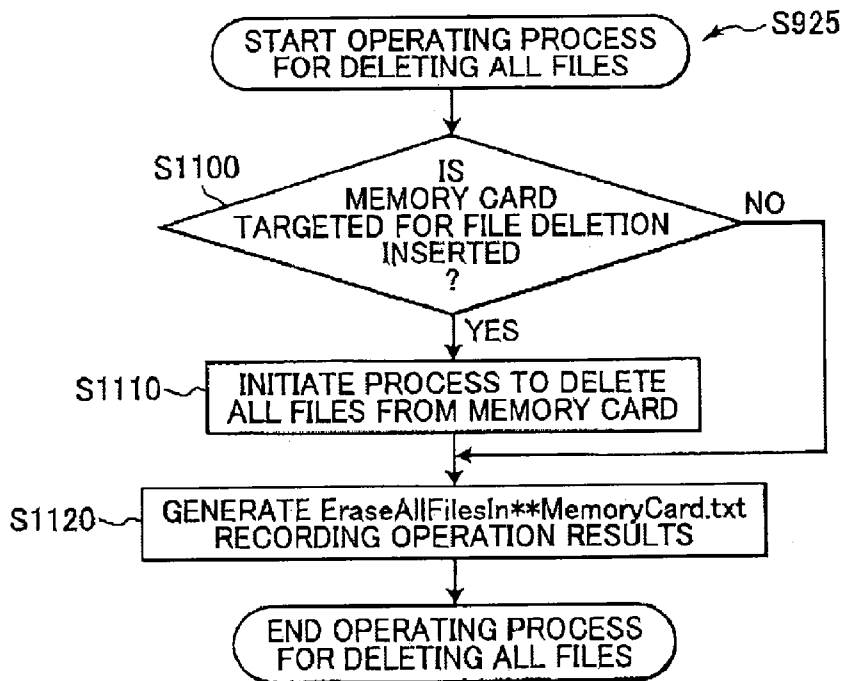 START OPERATING PROCESS
FOR DELETING ALL FILES
S925
S1100
IS
MEMORY CARD
TARGETED FOR FILE DELETION
INSERTED
?
NO
YES
S1110
INITIATE PROCESS TO DELETE
ALL FILES FROM MEMORY CARD
S1120
GENERATE EraseAllFilesIn**MemoryCard.txt
RECORDING OPERATION RESULTS
END OPERATING PROCESS
FOR DELETING ALL FILES